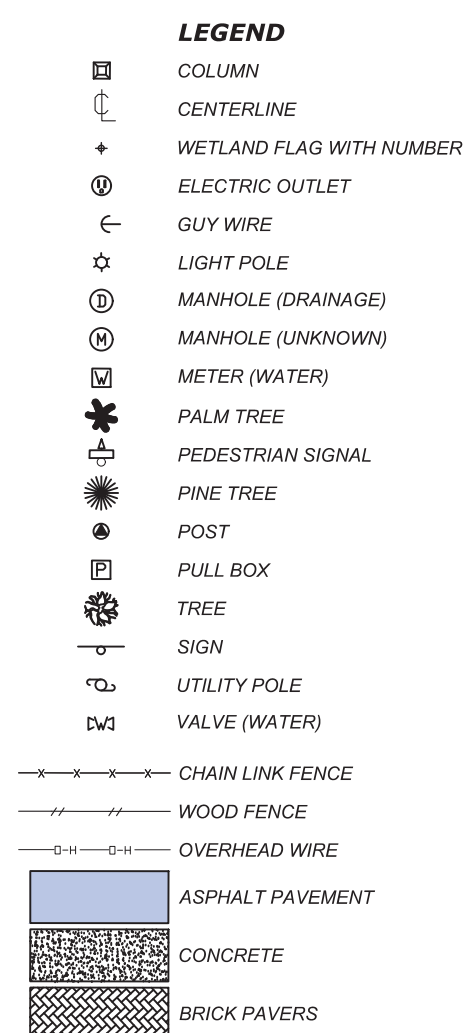 LEGEND
COLUMN
CENTERLINE
WETLAND FLAG WITH NUMBER
ELECTRIC OUTLET
GUY WIRE
LIGHT POLE
D MANHOLE (DRAINAGE)
M MANHOLE (UNKNOWN)
W METER (WATER)
PALM TREE
PEDESTRIAN SIGNAL
PINE TREE
POST
P PULL BOX
TREE
SIGN
UTILITY POLE
W VALVE (WATER)
X X X X CHAIN LINK FENCE
WOOD FENCE
O-H O-H OVERHEAD WIRE
ASPHALT PAVEMENT
CONCRETE
BRICK PAVERS